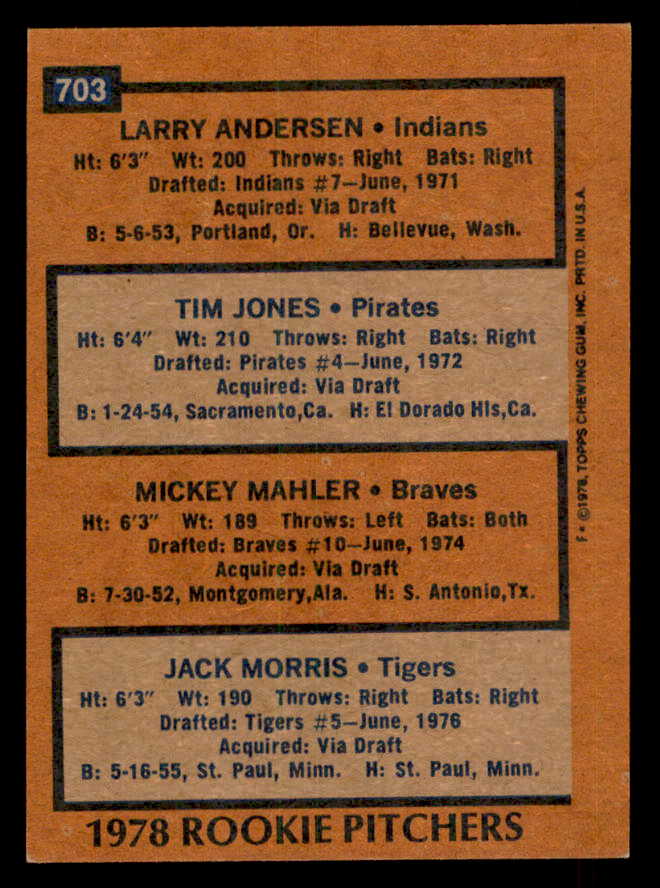 703
LARRY ANDERSEN • Indians
Ht: 6'3" Wt: 200 Throws: Right Bats: Right
Drafted: Indians #7—June, 1971
Acquired: Via Draft
B: 5-6-53, Portland, Or. H: Bellevue, Wash.
TIM JONES • Pirates
Ht: 6'4" Wt: 210 Throws: Right Bats: Right
Drafted: Pirates #4—June, 1972
Acquired: Via Draft
B: 1-24-54, Sacramento,Ca. H: El Dorado Hls,Ca.
MICKEY MAHLER • Braves
Ht: 6'3" Wt: 189 Throws: Left Bats: Both
Drafted: Braves #10—June, 1974
Acquired: Via Draft
B: 7-30-52, Montgomery,Ala. H: S. Antonio,Tx.
JACK MORRIS • Tigers
Ht: 6'3" Wt: 190 Throws: Right Bats: Right
Drafted: Tigers #5—June, 1976
Acquired: Via Draft
B: 5-16-55, St. Paul, Minn. H: St. Paul, Minn.
1978 ROOKIE PITCHERS
F * ©1978, TOPPS CHEWING GUM, INC. PRTD. IN U.S.A.